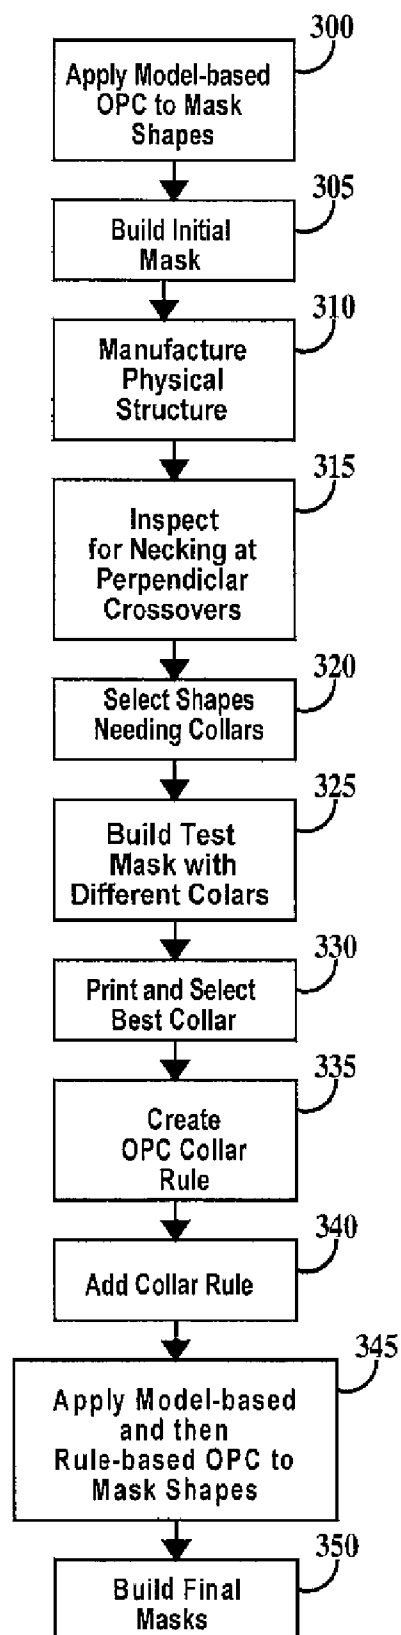 300
Apply Model-based
OPC to Mask
Shapes
305
Build Initial
Mask
310
Manufacture
Physical
Structure
315
Inspect
for Necking at
Perpendiclar
Crossovers
320
Select Shapes
Needing Collars
325
Build Test
Mask with
Different Colars
330
Print and Select
Best Collar
335
Create
OPC Collar
Rule
340
Add Collar Rule
345
Apply Model-based
and then
Rule-based OPC to
Mask Shapes
350
Build Final
Masks